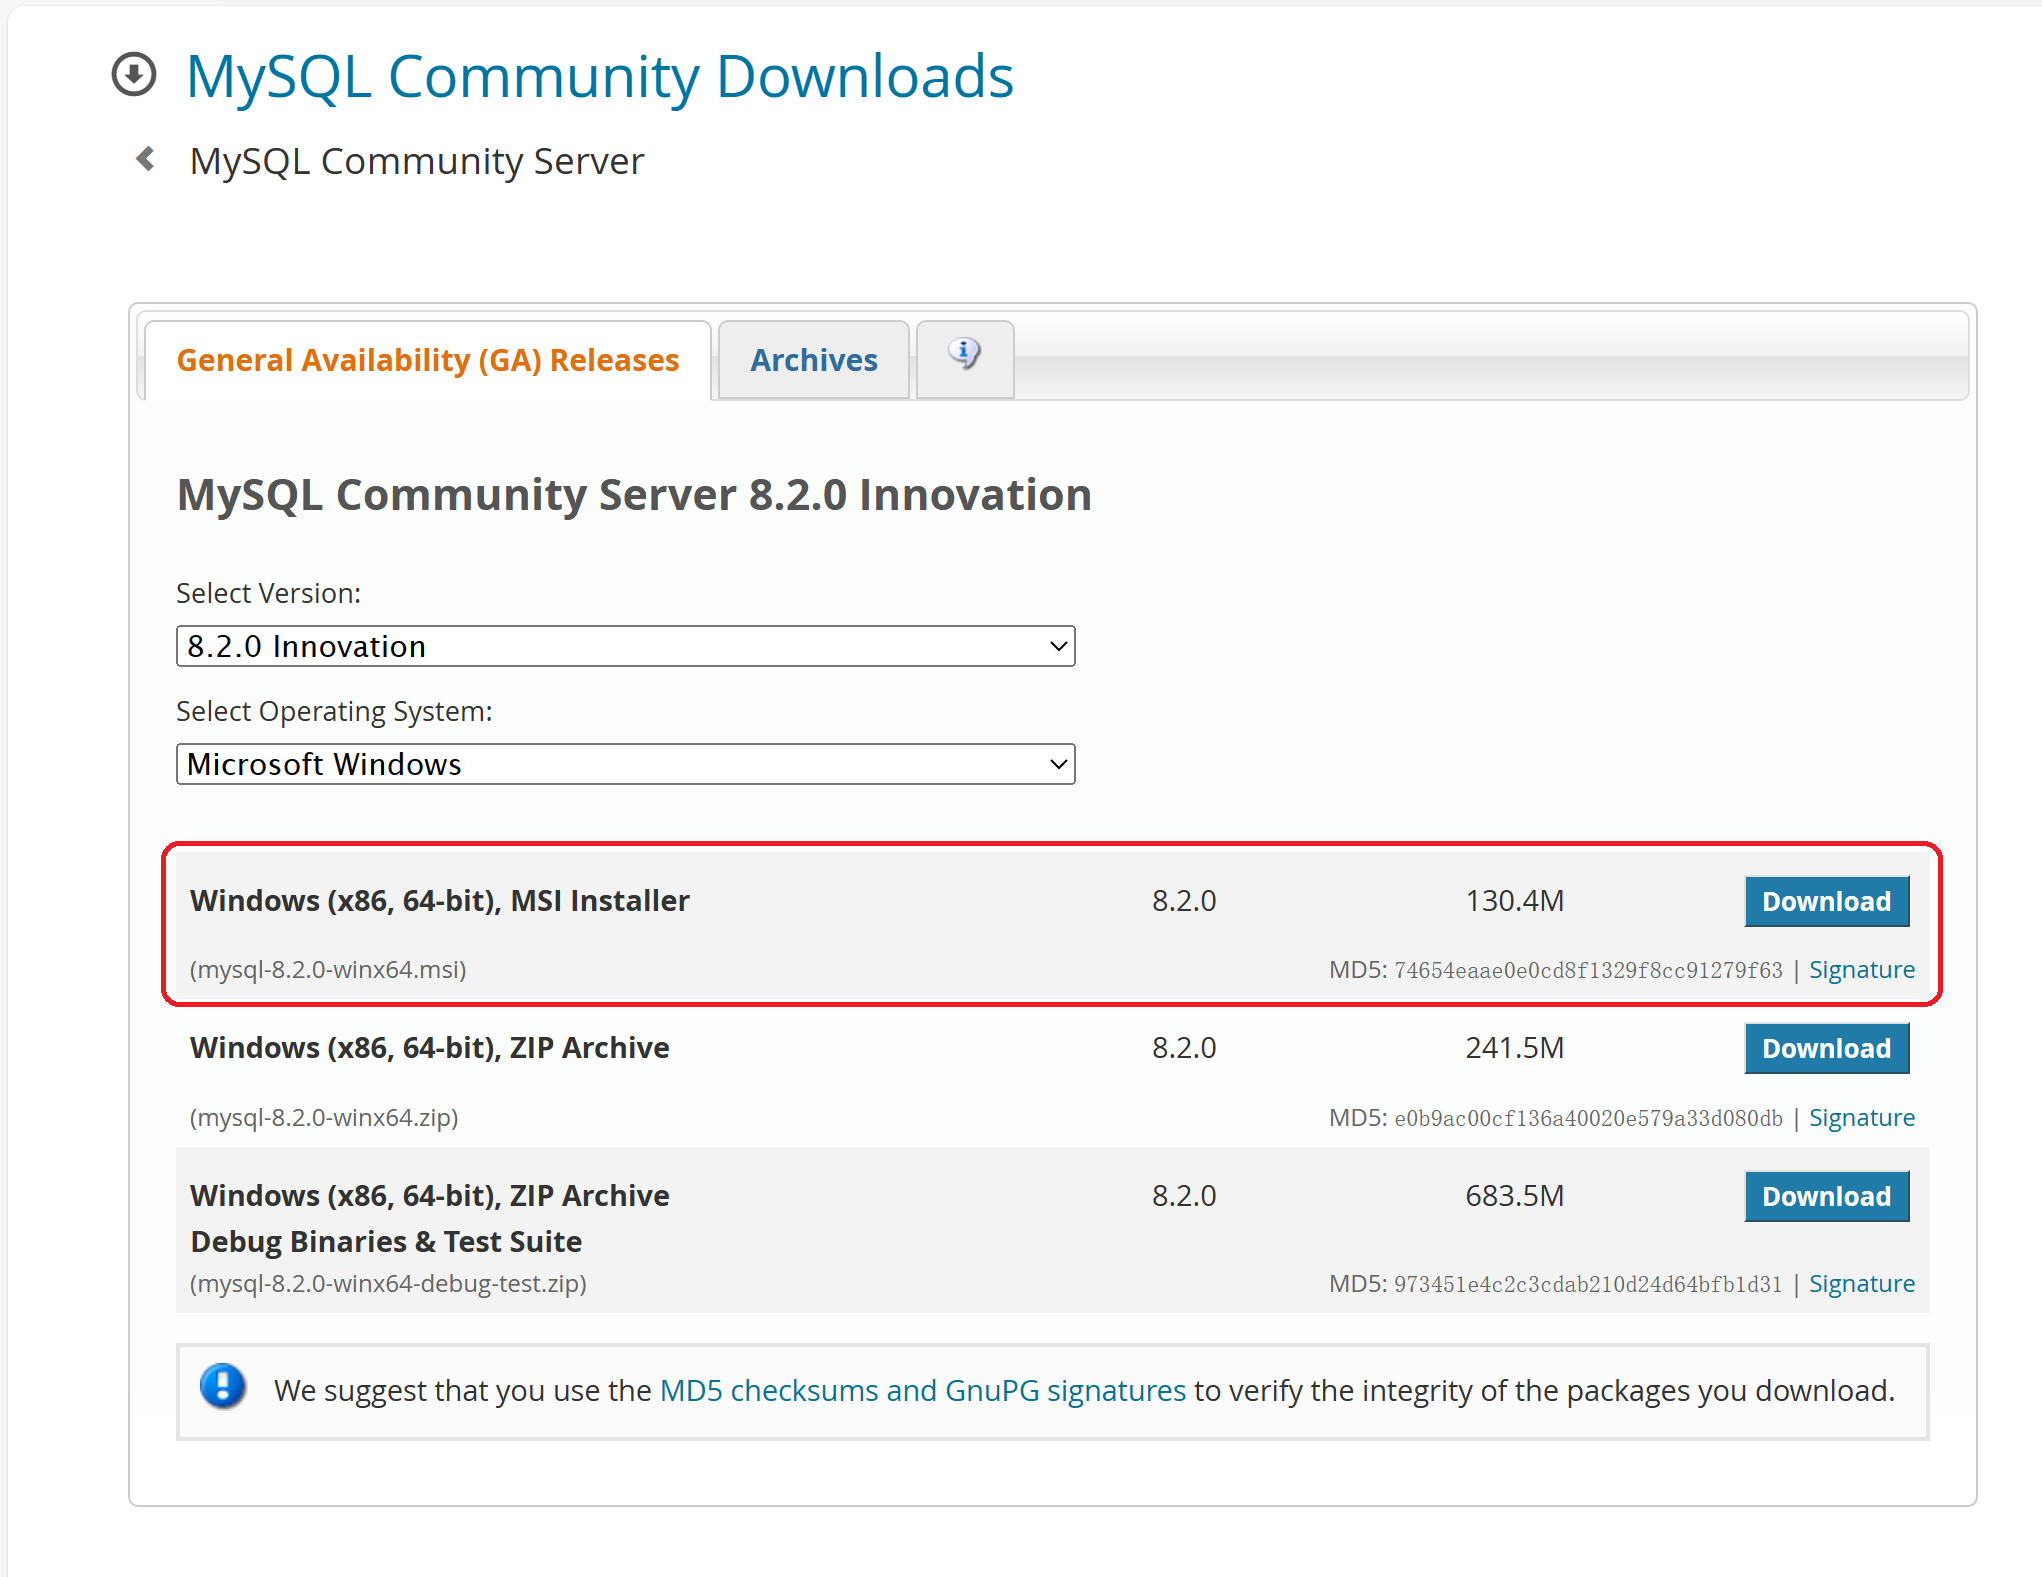 MySQL Community Downloads
MySQL Community Server
General Availability (GA) Releases Archives
MySQL Community Server 8.2.0 Innovation
Select Version:
8.2.0 Innovation
Select Operating System:
Microsoft Windows
Windows (x86, 64-bit), MSI Installer 8.2.0 130.4M Download
(mysql-8.2.0-winx64.msi) MD5: 74654eaae0e0cd8f1329f8cc91279f63 | Signature
Windows (x86, 64-bit), ZIP Archive 8.2.0 241.5M Download
(mysql-8.2.0-winx64.zip) MD5: e0b9ac00cf136a40020e579a33d080db | Signature
Windows (x86, 64-bit), ZIP Archive 8.2.0 683.5M Download
Debug Binaries & Test Suite
(mysql-8.2.0-winx64-debug-test.zip) MD5: 973451e4c2c3cdab210d24d64bfb1d31 | Signature
We suggest that you use the MD5 checksums and GnuPG signatures to verify the integrity of the packages you download.